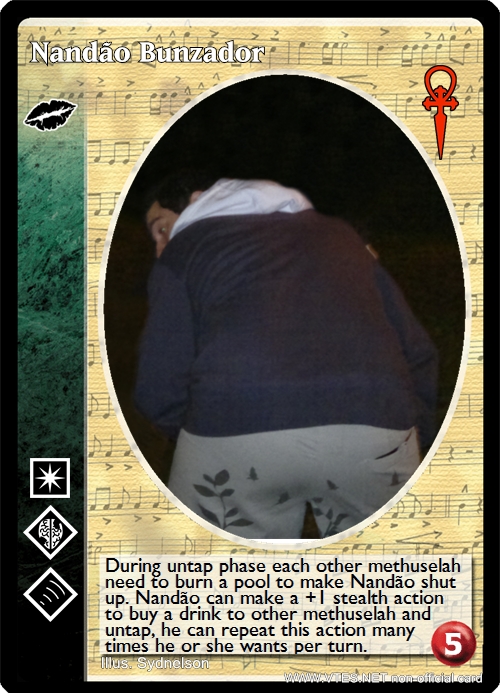 Nandão Bunzador
During untap phase each other methuselah
need to burn a pool to make Nandão shut
up. Nandão can make a +1 stealth action
to buy a drink to other methuselah and
untap, he can repeat this action many
times he or she wants per turn.
5
Illus. Sydnelson
WWW.VTES.NET non-official card